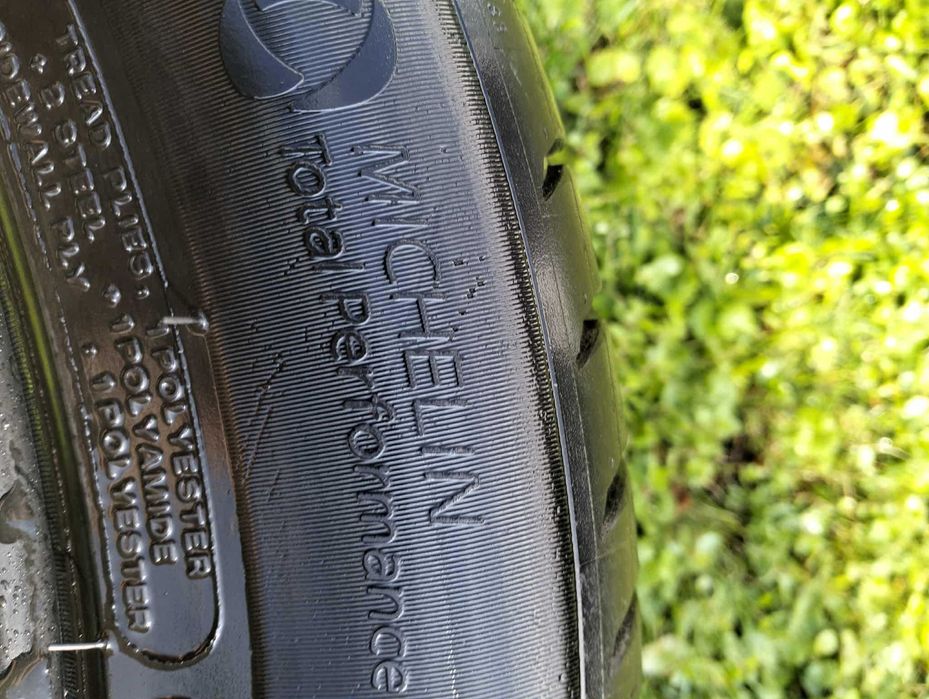 MICHELIN
Total performance
TREAD PLIES: 1 POLYESTER
+ 2 STEEL + 1 POLYAMIDE
SIDEWALL PLY : 1 POLYESTER